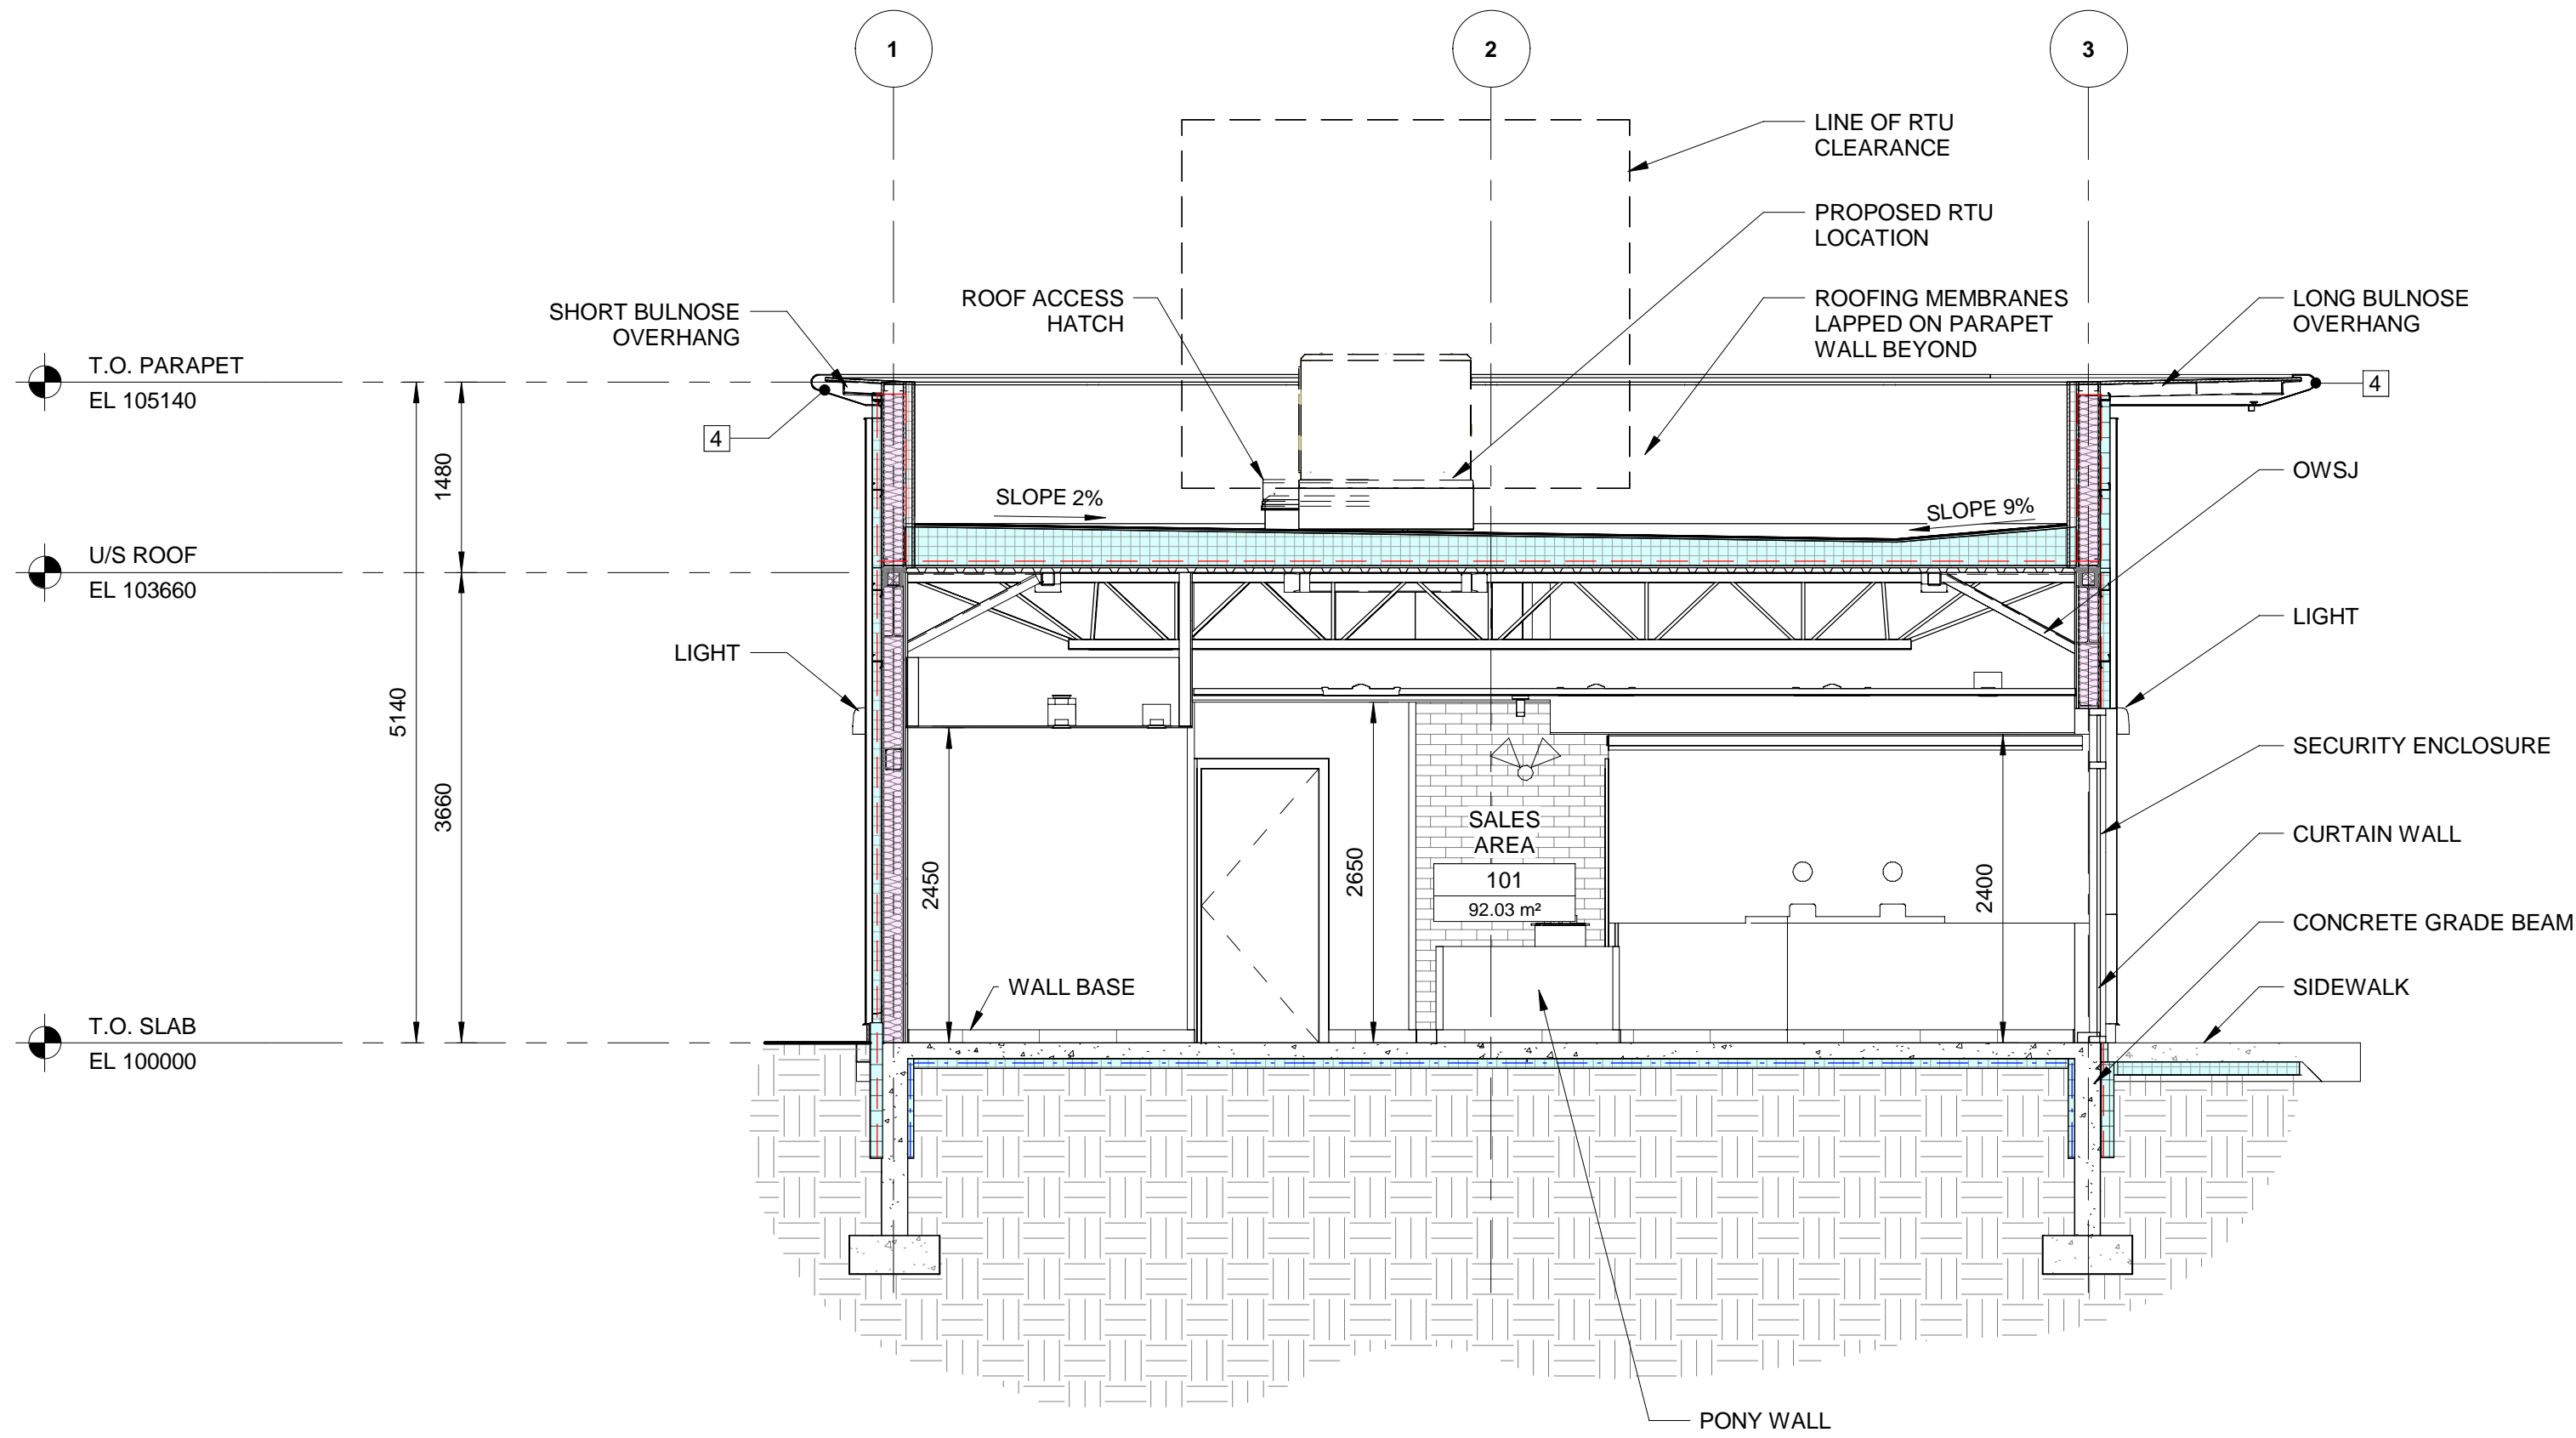 1
2
3
LINE OF RTU
CLEARANCE
PROPOSED RTU
LOCATION
SHORT BULNOSE
OVERHANG
ROOF ACCESS
HATCH
ROOFING MEMBRANES
LAPPED ON PARAPET
WALL BEYOND
LONG BULNOSE
OVERHANG
T.O. PARAPET
EL 105140
4
4
1480
OWSJ
SLOPE 2%
SLOPE 9%
U/S ROOF
EL 103660
LIGHT
LIGHT
5140
3660
SECURITY ENCLOSURE
SALES
AREA
101
92.03 m²
2450
2650
2400
CURTAIN WALL
CONCRETE GRADE BEAM
WALL BASE
SIDEWALK
T.O. SLAB
EL 100000
PONY WALL